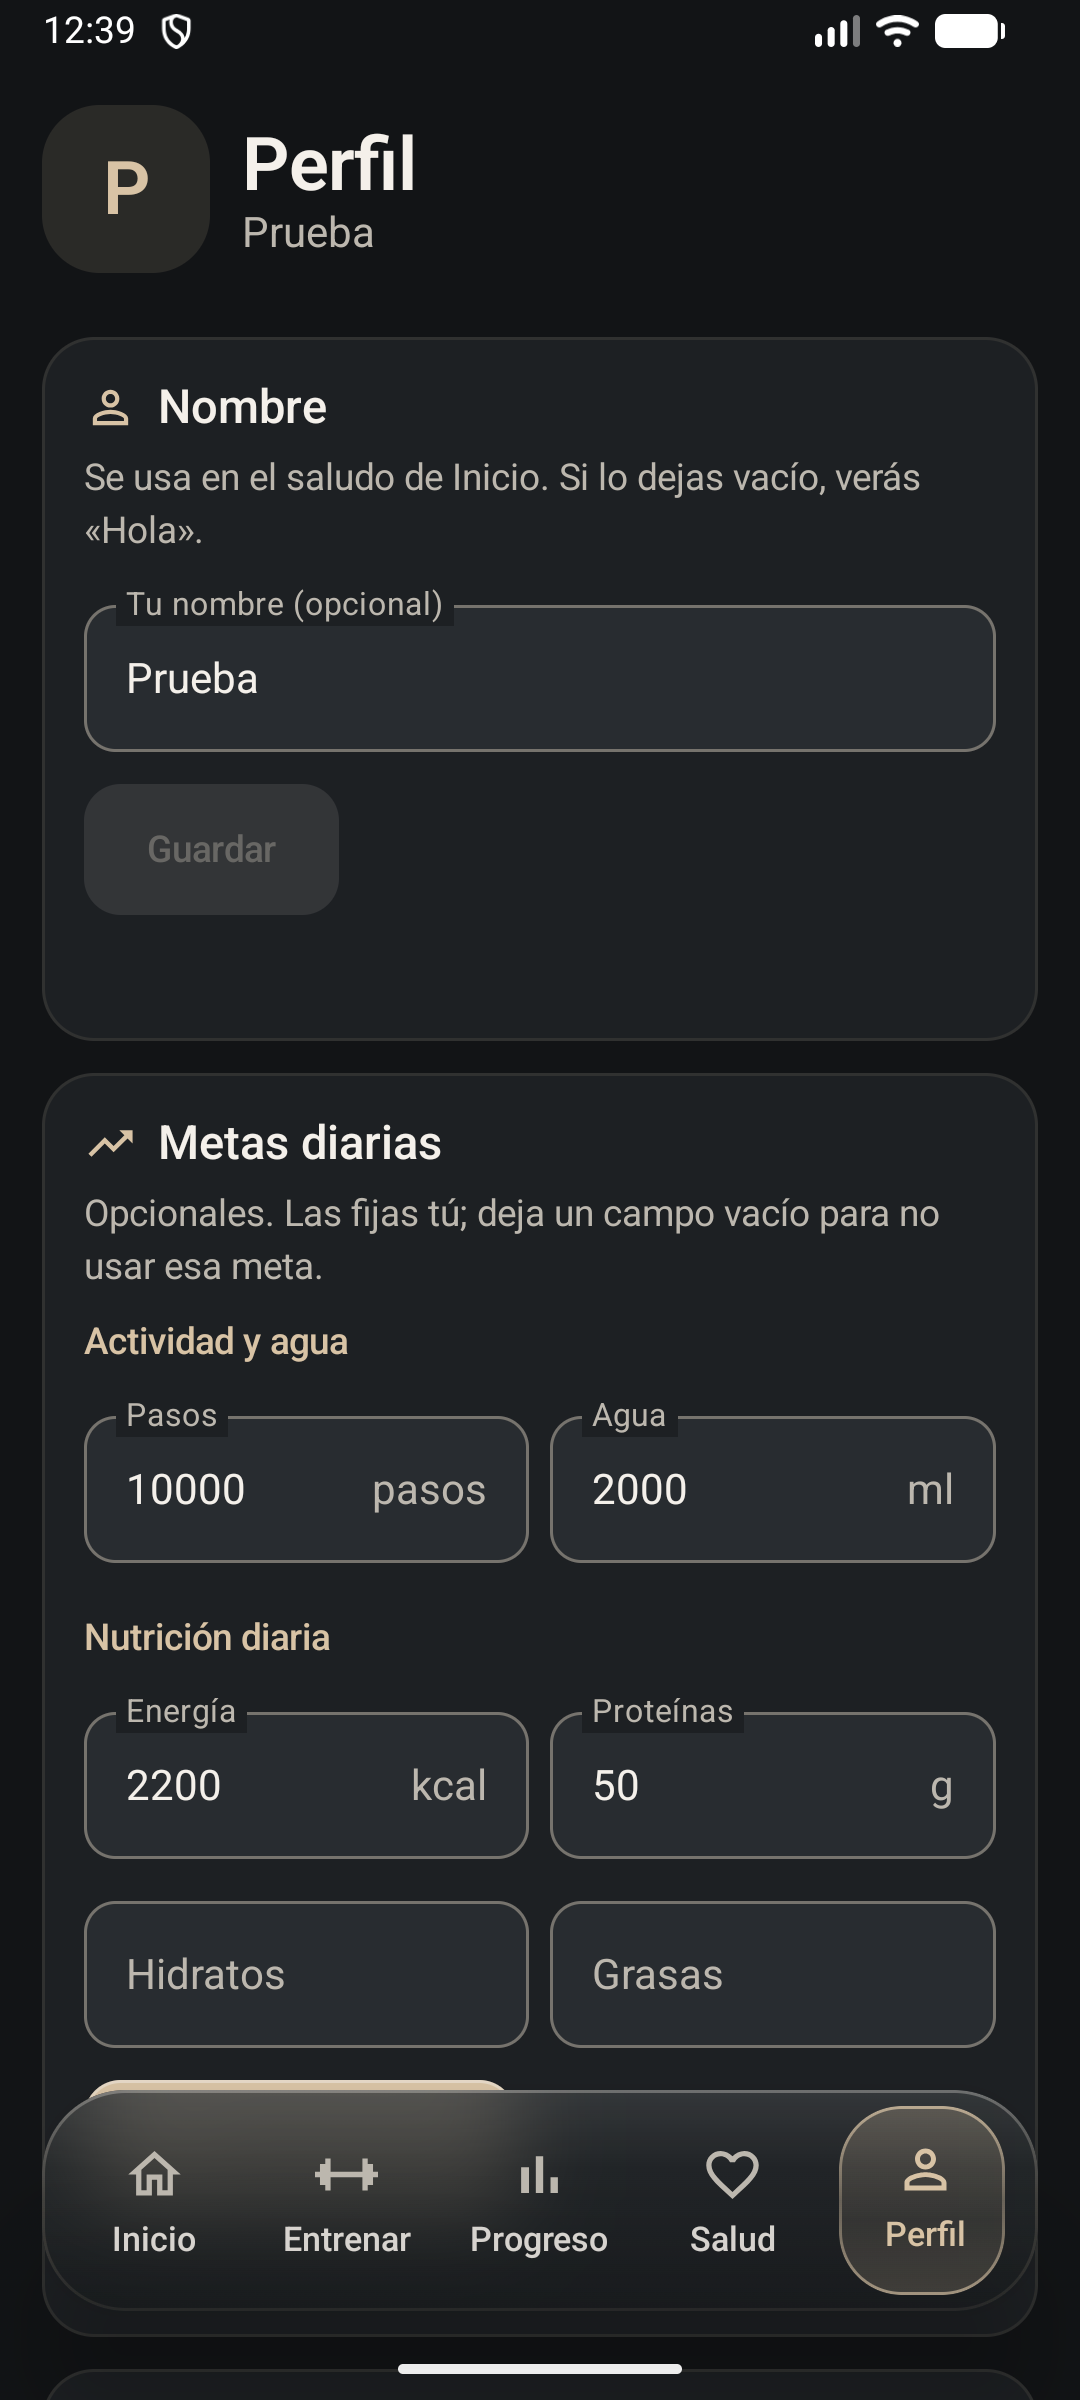 12:39
P
Perfil
Prueba
Nombre
Se usa en el saludo de Inicio. Si lo dejas vacío, verás
«Hola».
Tu nombre (opcional)
Prueba
Guardar
Metas diarias
Opcionales. Las fijas tú; deja un campo vacío para no
usar esa meta.
Actividad y agua
Pasos
10000 pasos
Agua
2000 ml
Nutrición diaria
Energía
2200 kcal
Proteínas
50 g
Hidratos
Grasas
Inicio
Entrenar
Progreso
Salud
Perfil